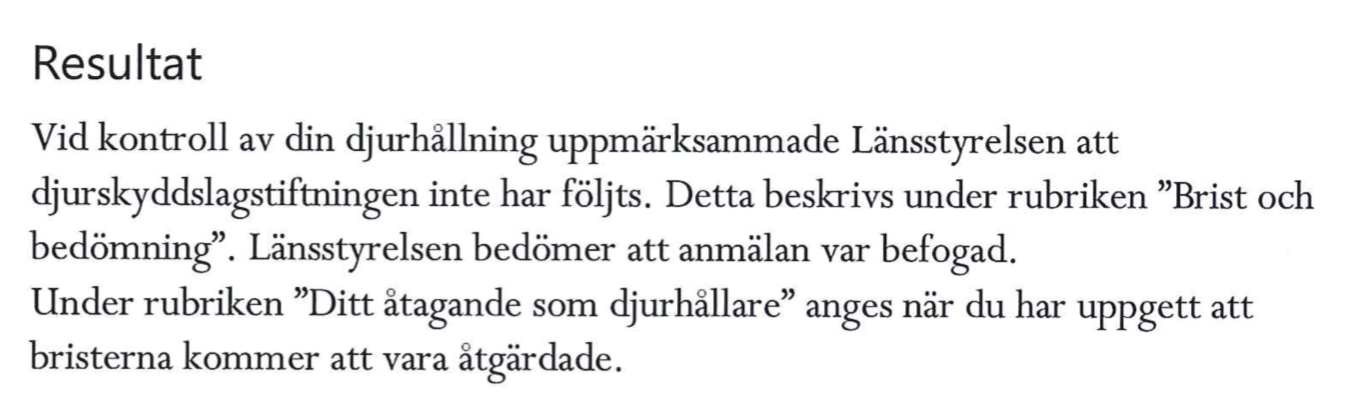 Resultat
Vid kontroll av din djurhållning uppmärksammade Länsstyrelsen att
djurskyddslagstiftningen inte har följts. Detta beskrivs under rubriken ”Brist och
bedömning”. Länsstyrelsen bedömer att anmälan var befogad.
Under rubriken ”Ditt åtagande som djurhållare” anges när du har uppgett att
bristerna kommer att vara åtgärdade.